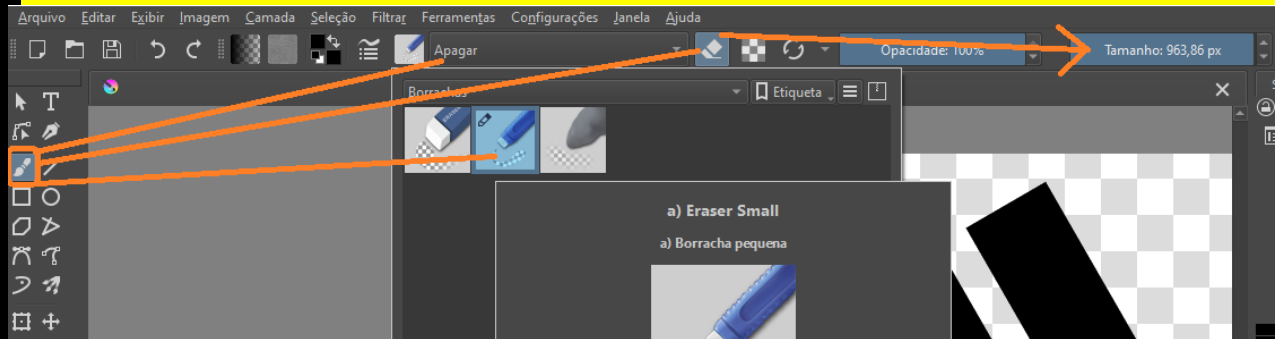 Arquivo Editar Exibir Imagem Camada Seleção Filtrar Ferramentas Configurações Janela Ajuda
Apagar Opacidade: 100% Tamanho: 963,86 px
Borrachas Etiqueta
a) Eraser Small
a) Borracha pequena